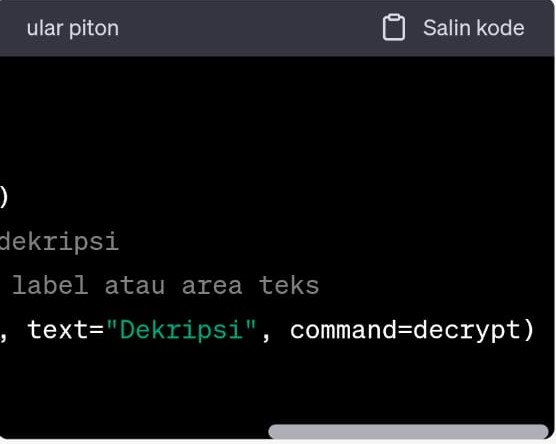 ular piton
Salin kode
)
dekripsi
label atau area teks
, text="Dekripsi", command=decrypt)